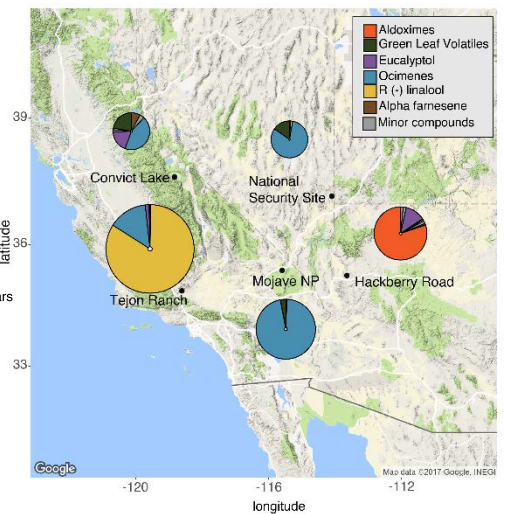 Aldoximes
Green Leaf Volatiles
Eucalyptol
Ocimenes
R (-) linalool
Alpha farnesene
Minor compounds
39
Convict Lake
National
Security Site
latitude
36
ars
Mojave NP
Hackberry Road
Tejon Ranch
33
Google
Map data ©2017 Google, INEGI
-120
-116
-112
longitude